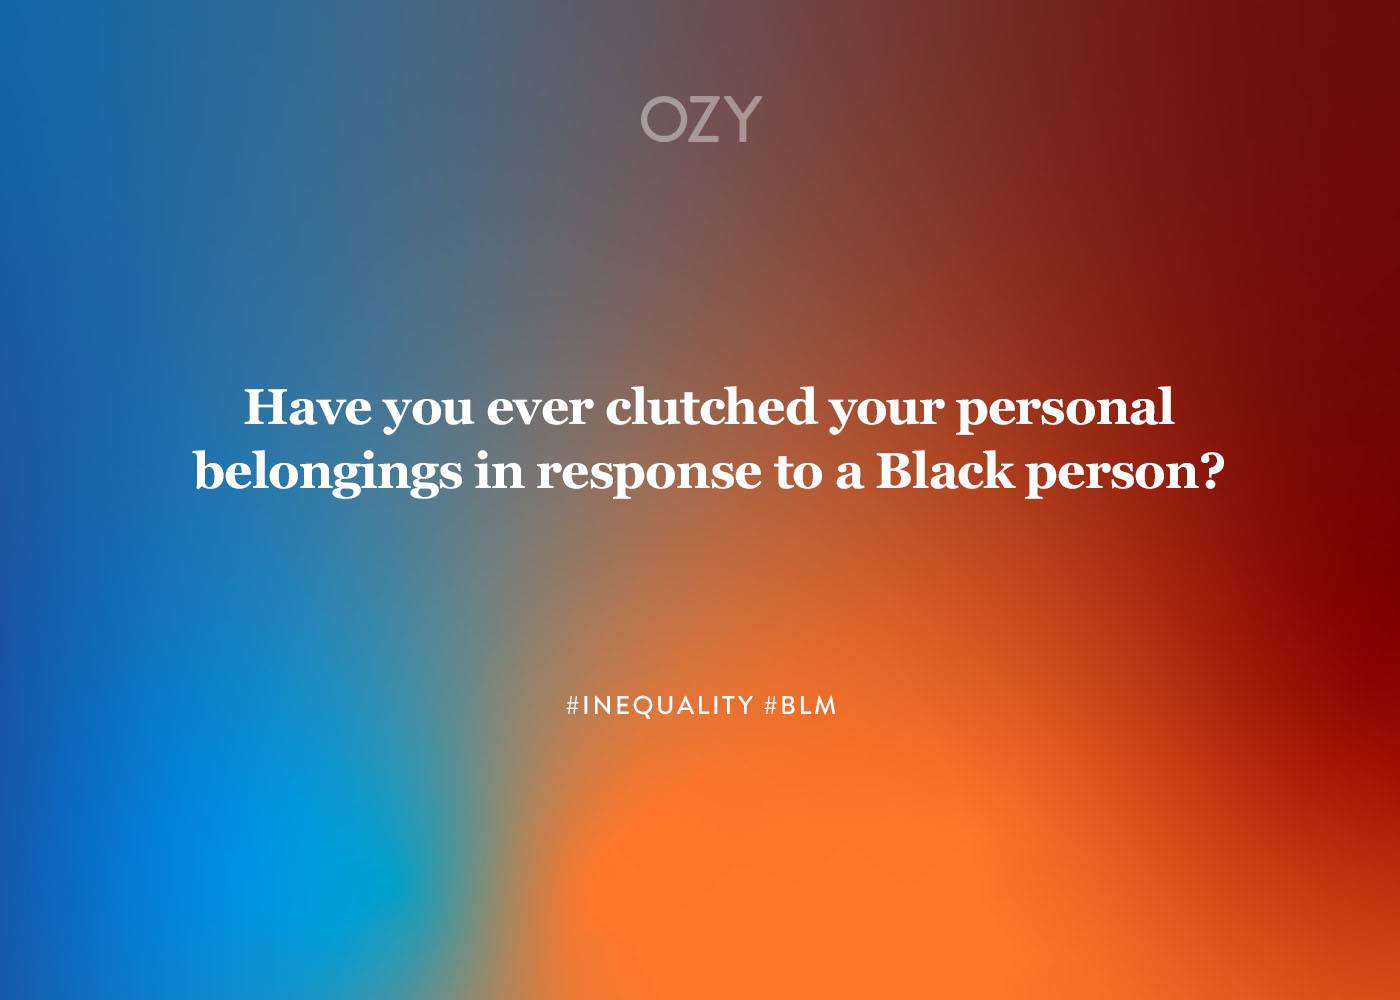 OZY
Have you ever clutched your personal
belongings in response to a Black person?
#INEQUALITY #BLM